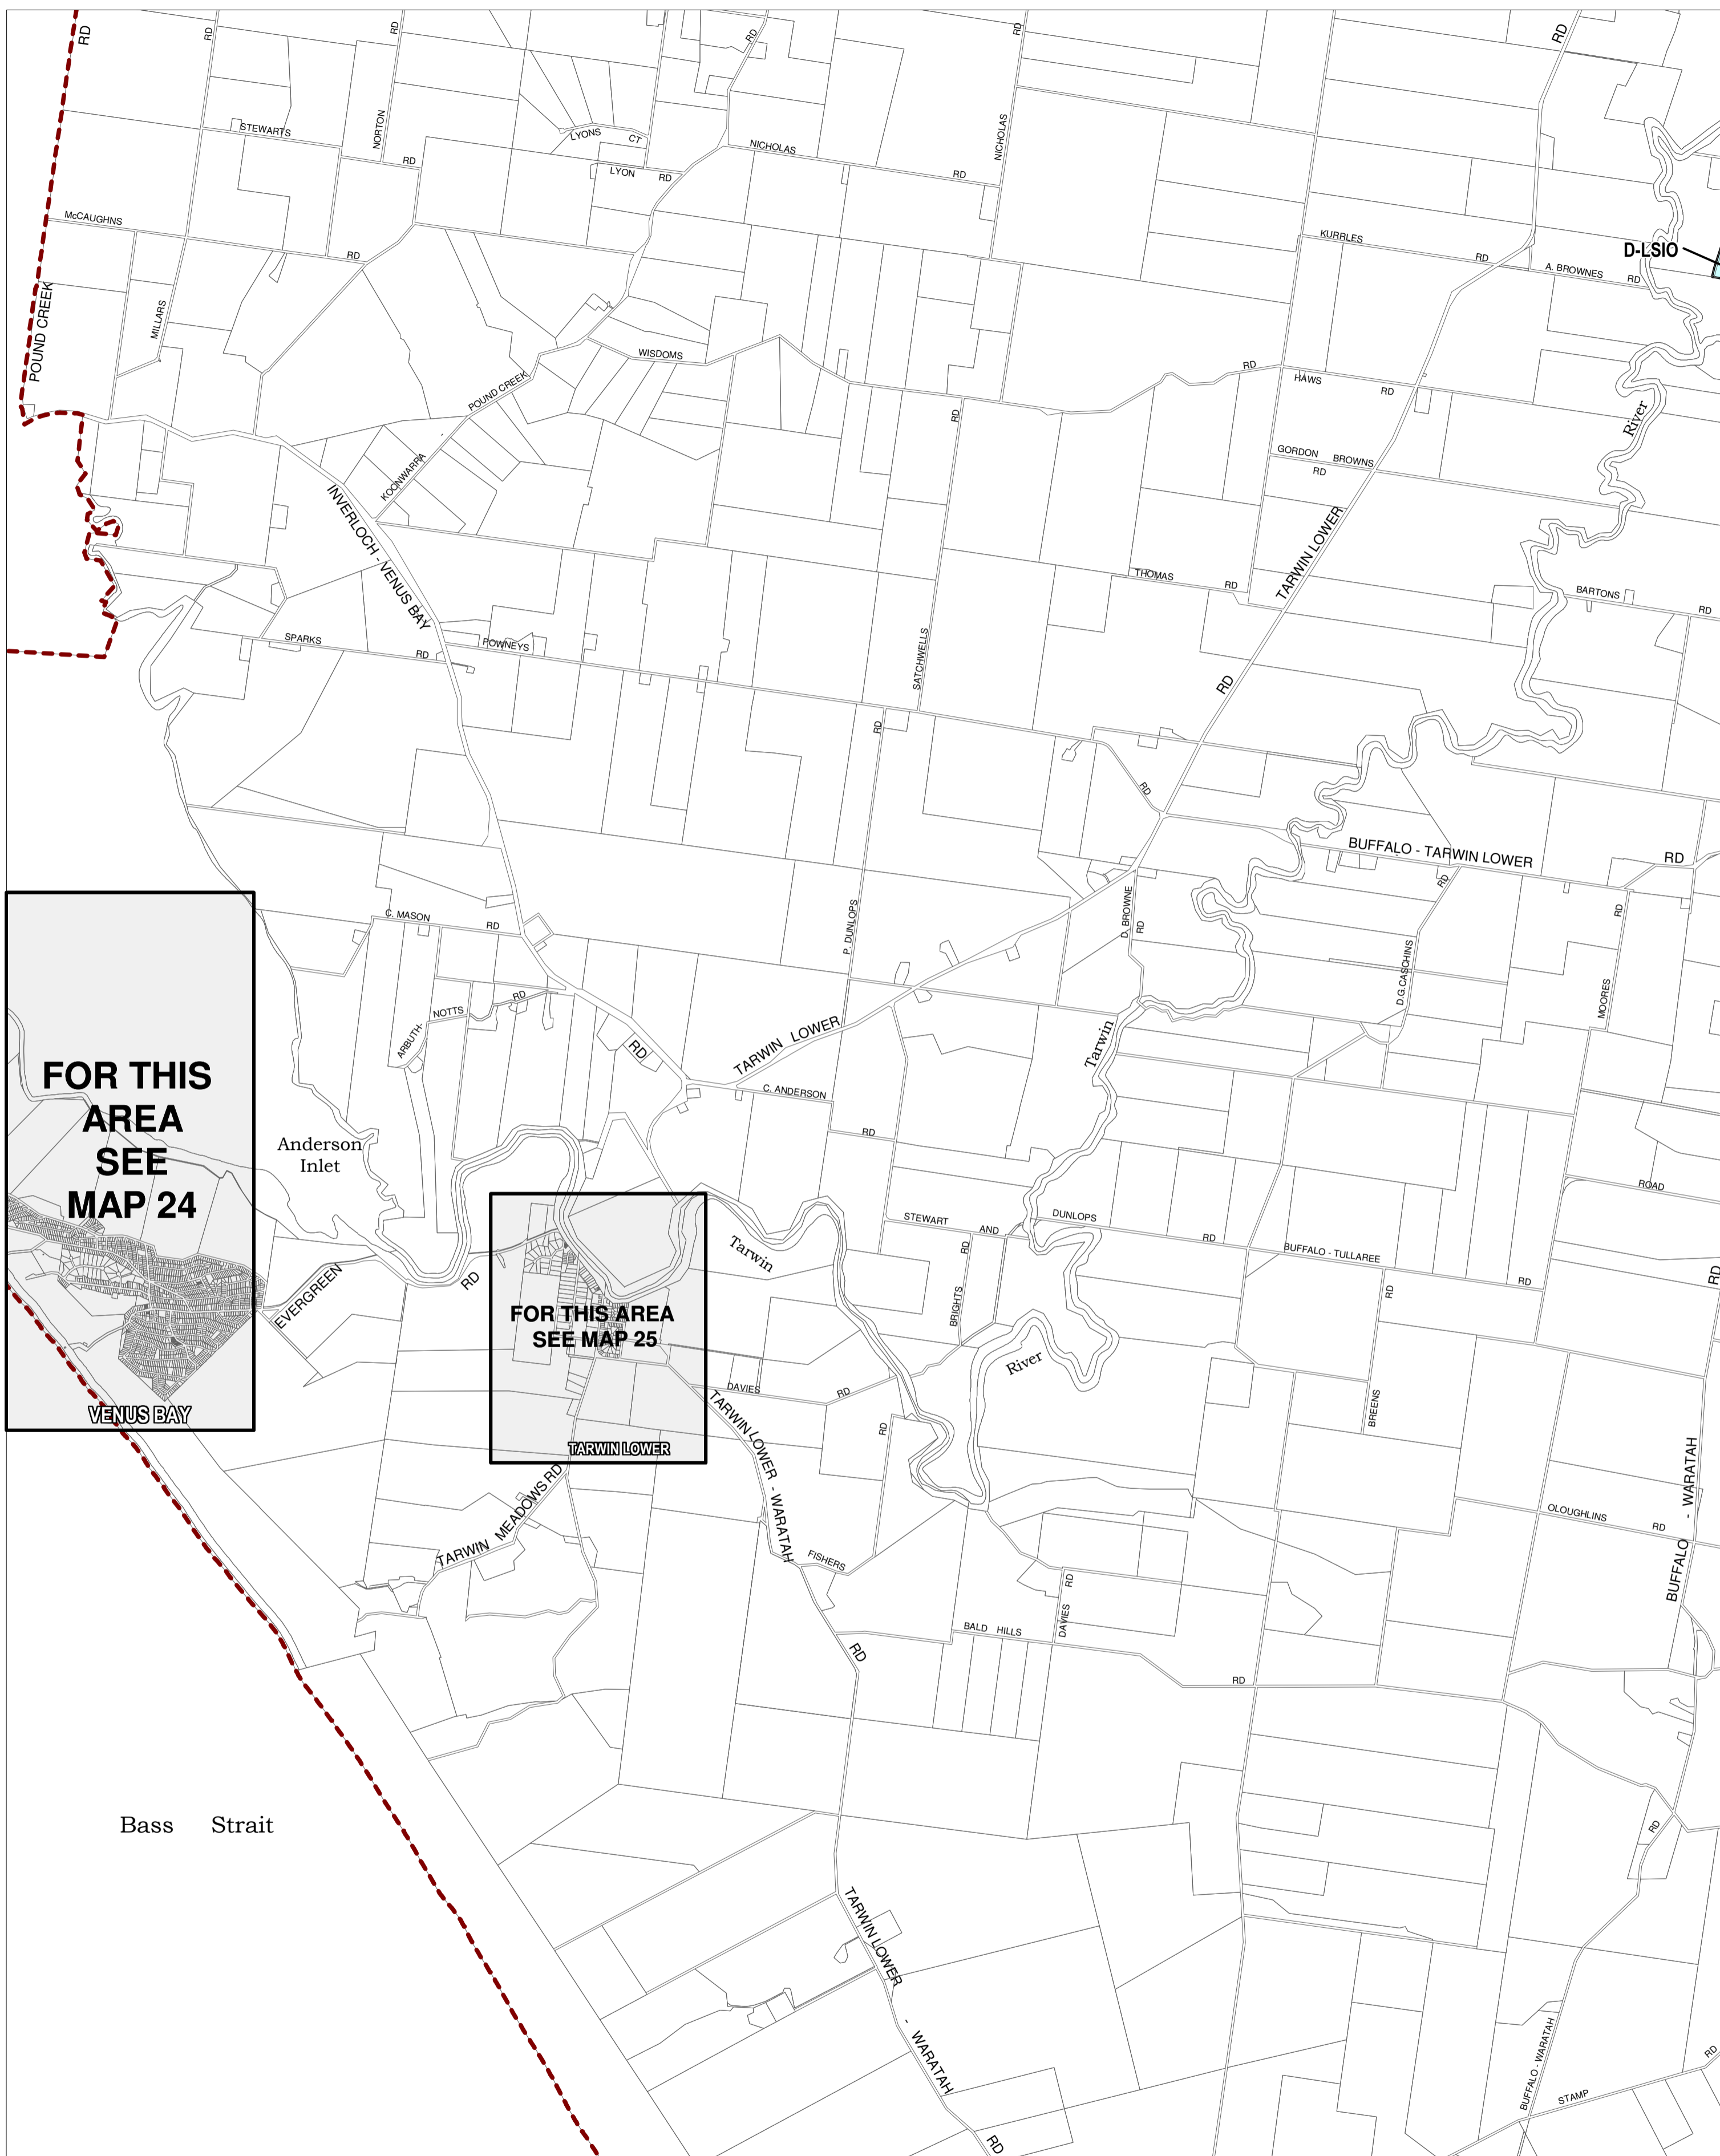 RD
RD
RD
RD
RD
RD
STEWARTS
NORTON
RD
LYONS
CT
LYON
RD
NICHOLAS
RD
NICHOLAS
McCAUGHNS
RD
KURRLES
RD
A. BROWNES
RD
D-LSIO
POUND CREEK
MILLARS
WISDOMS
RD
HAWS
RD
POUND CREEK
KOONWARRA
RD
River
GORDON
BROWNS
RD
INVERLOCH - VENUS BAY
TARWIN LOWER
THOMAS
RD
BARTONS
RD
SPARKS
RD
POWNEYS
SATCHWELLS
RD
RD
RD
BUFFALO - TARWIN LOWER
RD
RD
C. MASON
RD
P. DUNLOPS
D. BROWNE
RD
D.G.CASCHINS
RD
MOORES
NOTTS
RD
ARBUTH-
RD
TARWIN LOWER
C. ANDERSON
RD
Tarwin
FOR THIS
AREA
SEE
MAP 24
Anderson
Inlet
ROAD
STEWART
AND
DUNLOPS
RD
BUFFALO - TULLAREE
RD
RD
RD
RD
Tarwin
EVERGREEN
RD
BRIGHTS
FOR THIS AREA
SEE MAP 25
River
DAVIES
RD
VENUS BAY
TARWIN LOWER
BREENS
RD
TARWIN LOWER - WARATAH
TARWIN MEADOWS RD
BUFFALO - WARATAH
OLOUGHLINS
RD
FISHERS
RD
DAVIES
BALD HILLS
RD
RD
Bass Strait
RD
TARWIN LOWER
- WARATAH
RD
BUFFALO - WARATAH
STAMP
RD